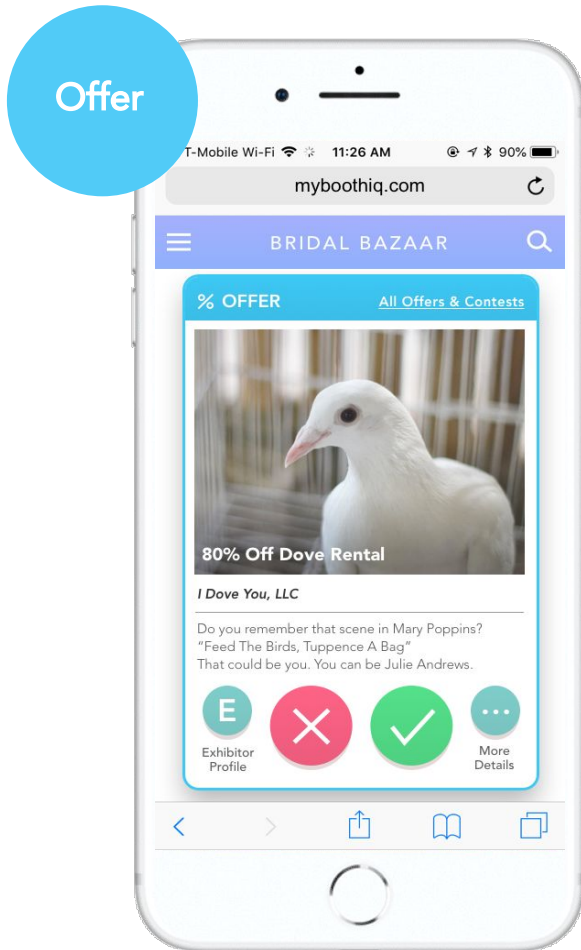 Offer
T-Mobile Wi-Fi 11:26 AM 90%
myboothiq.com
BRIDAL BAZAAR
% OFFER All Offers & Contests
80% Off Dove Rental
I Dove You, LLC
Do you remember that scene in Mary Poppins?
“Feed The Birds, Tuppence A Bag”
That could be you. You can be Julie Andrews.
E
Exhibitor
Profile
More
Details